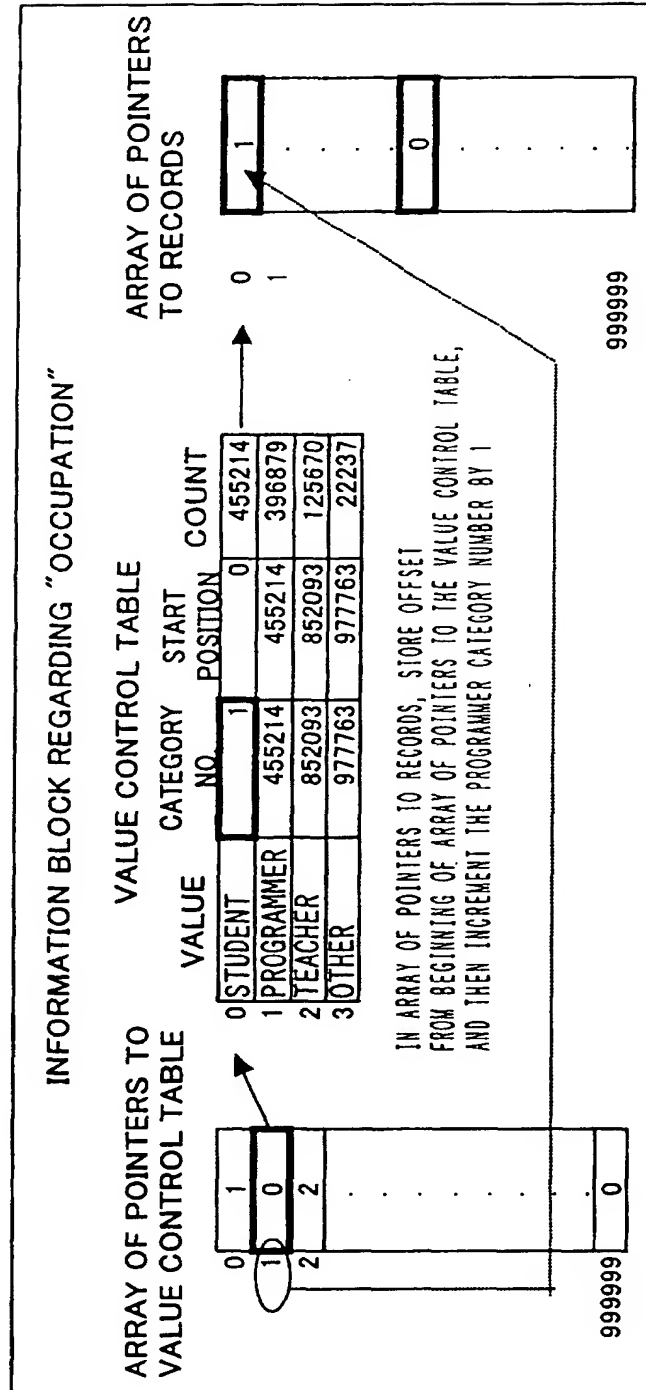 INFORMATION BLOCK REGARDING "OCCUPATION"
ARRAY OF POINTERS TO
VALUE CONTROL TABLE
0 1
1 0
2 2
999999 0
VALUE CONTROL TABLE
VALUE CATEGORY NO. START POSITION COUNT
0 STUDENT 1 0 455214
1 PROGRAMMER 455214 455214 396879
2 TEACHER 852093 852093 125670
3 OTHER 977763 977763 22237
IN ARRAY OF POINTERS TO RECORDS, STORE OFFSET
FROM BEGINNING OF ARRAY OF POINTERS TO THE VALUE CONTROL TABLE,
AND THEN INCREMENT THE PROGRAMMER CATEGORY NUMBER BY 1
ARRAY OF POINTERS
TO RECORDS
0 1
1
0
999999